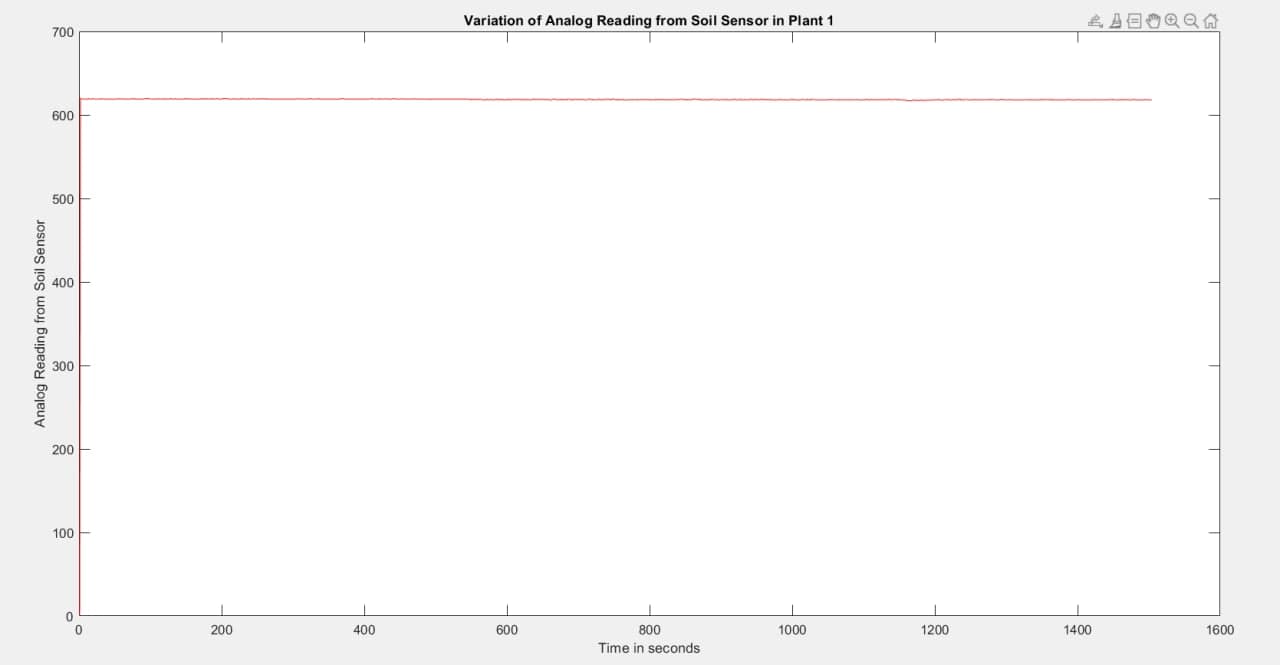 Variation of Analog Reading from Soil Sensor in Plant 1
700
600
500
400
300
200
100
0
Analog Reading from Soil Sensor
0 200 400 600 800 1000 1200 1400 1600
Time in seconds